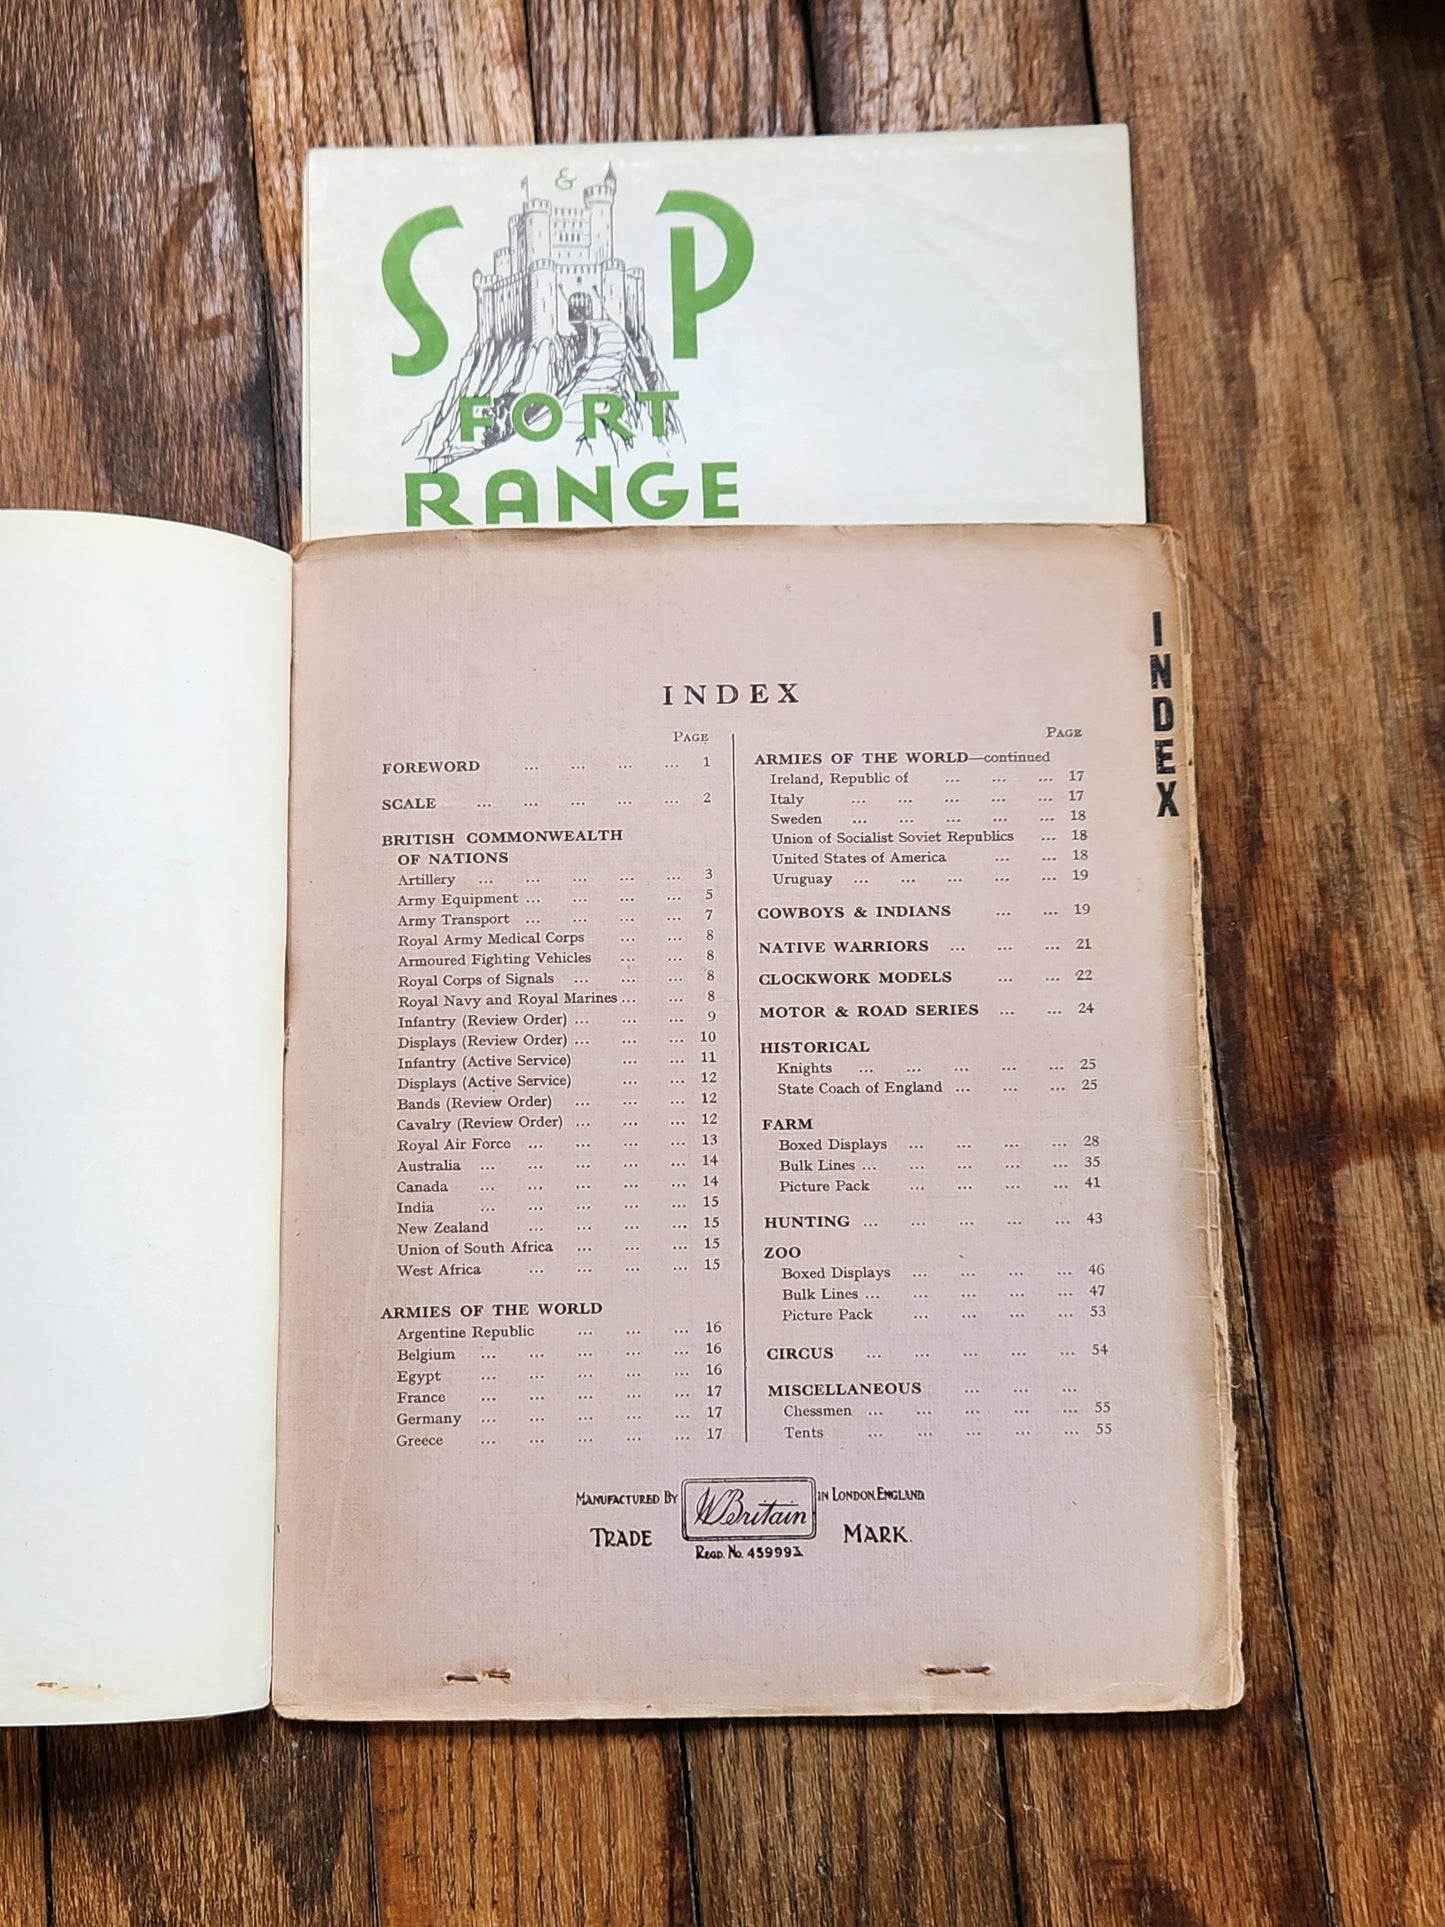 &
S P
FORT
RANGE
INDEX
INDEX
PAGE
FOREWORD ... ... ... ... 1
SCALE ... ... ... ... ... 2
BRITISH COMMONWEALTH
OF NATIONS
Artillery ... ... ... ... ... 3
Army Equipment ... ... ... ... 5
Army Transport ... ... ... ... 7
Royal Army Medical Corps ... ... 8
Armoured Fighting Vehicles ... ... 8
Royal Corps of Signals ... ... ... 8
Royal Navy and Royal Marines ... ... 8
Infantry (Review Order) ... ... ... 9
Displays (Review Order) ... ... ... 10
Infantry (Active Service) ... ... 11
Displays (Active Service) ... ... 12
Bands (Review Order) ... ... ... 12
Cavalry (Review Order) ... ... ... 12
Royal Air Force ... ... ... ... 13
Australia ... ... ... ... ... 14
Canada ... ... ... ... ... 14
India ... ... ... ... ... 15
New Zealand ... ... ... ... 15
Union of South Africa ... ... ... 15
West Africa ... ... ... ... 15
ARMIES OF THE WORLD
Argentine Republic ... ... ... 16
Belgium ... ... ... ... ... 16
Egypt ... ... ... ... ... 16
France ... ... ... ... ... 17
Germany ... ... ... ... ... 17
Greece ... ... ... ... ... 17
PAGE
ARMIES OF THE WORLD—continued
Ireland, Republic of ... ... ... 17
Italy ... ... ... ... ... 17
Sweden ... ... ... ... ... 18
Union of Socialist Soviet Republics ... 18
United States of America ... ... 18
Uruguay ... ... ... ... ... 19
COWBOYS & INDIANS ... ... 19
NATIVE WARRIORS ... ... ... 21
CLOCKWORK MODELS ... ... 22
MOTOR & ROAD SERIES ... ... 24
HISTORICAL
Knights ... ... ... ... ... 25
State Coach of England ... ... ... 25
FARM
Boxed Displays ... ... ... ... 28
Bulk Lines ... ... ... ... ... 35
Picture Pack ... ... ... ... 41
HUNTING ... ... ... ... ... 43
ZOO
Boxed Displays ... ... ... ... 46
Bulk Lines ... ... ... ... ... 47
Picture Pack ... ... ... ... 53
CIRCUS ... ... ... ... ... 54
MISCELLANEOUS ... ... ...
Chessmen ... ... ... ... ... 55
Tents ... ... ... ... ... 55
MANUFACTURED BY WBritain IN LONDON, ENGLAND
TRADE MARK.
REGD. No. 459993